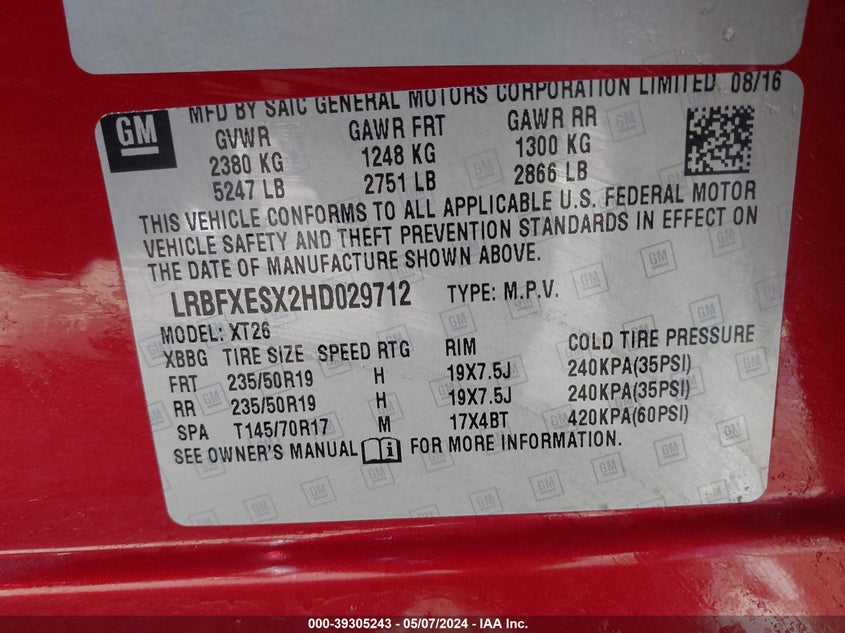 MFD BY SAIC GENERAL MOTORS CORPORATION LIMITED 08/16
GM
GVWR GAWR FRT GAWR RR
2380 KG 1248 KG 1300 KG
5247 LB 2751 LB 2866 LB
THIS VEHICLE CONFORMS TO ALL APPLICABLE U.S. FEDERAL MOTOR
VEHICLE SAFETY AND THEFT PREVENTION STANDARDS IN EFFECT ON
THE DATE OF MANUFACTURE SHOWN ABOVE.
LRBFXESX2HD029712 TYPE: M.P.V.
MODEL: XT26
XBBG TIRE SIZE SPEED RTG RIM COLD TIRE PRESSURE
FRT 235/50R19 H 19X7.5J 240KPA(35PSI)
RR 235/50R19 H 19X7.5J 240KPA(35PSI)
SPA T145/70R17 M 17X4BT 420KPA(60PSI)
SEE OWNER'S MANUAL FOR MORE INFORMATION.
000-39305243 - 05/07/2024 - IAA Inc.